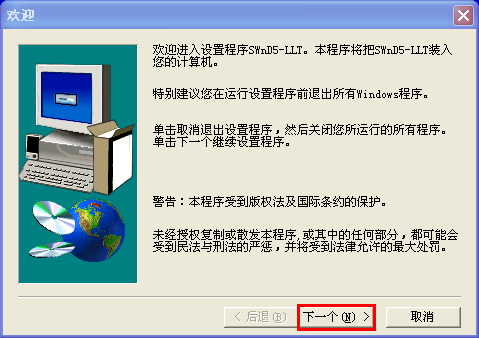 欢迎
欢迎进入设置程序SWnD5-LLT。本程序将把SWnD5-LLT装入
您的计算机。
特别建议您在运行设置程序前退出所有Windows程序。
单击取消退出设置程序，然后关闭您所运行的所有程序。
单击下一个继续设置程序。
警告：本程序受到版权法及国际条约的保护。
未经授权复制或散发本程序,或其中的任何部分，都可能会
受到民法与刑法的严惩，并将受到法律允许的最大处罚。
< 后退(B) 下一个(N) > 取消